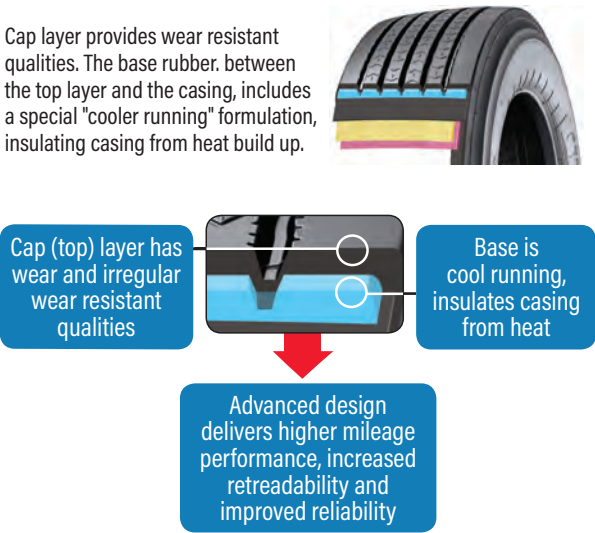 Cap layer provides wear resistant
qualities. The base rubber. between
the top layer and the casing, includes
a special "cooler running" formulation,
insulating casing from heat build up.
Cap (top) layer has
wear and irregular
wear resistant
qualities
Base is
cool running,
insulates casing
from heat
Advanced design
delivers higher mileage
performance, increased
retreadability and
improved reliability